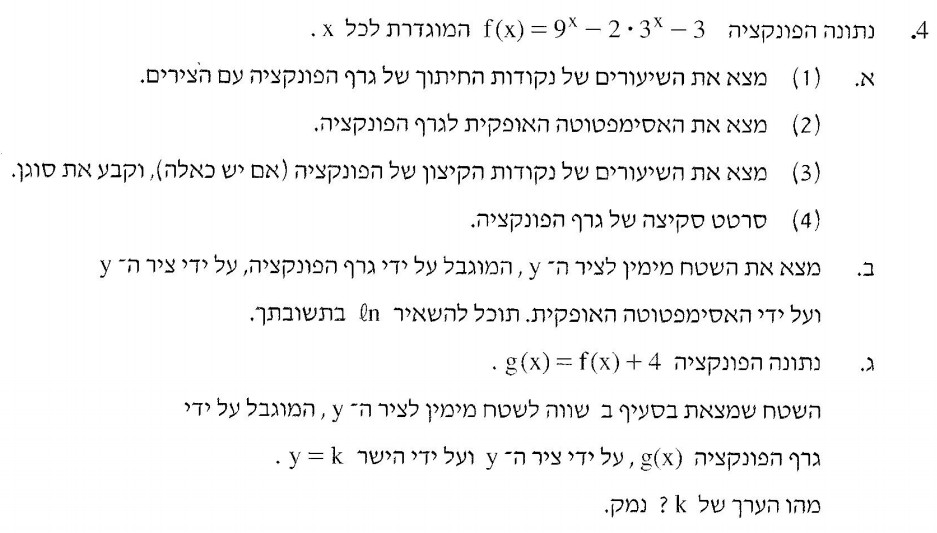 4. נתונה הפונקציה f(x) = 9^x − 2 · 3^x − 3 המוגדרת לכל x .
א. (1) מצא את השיעורים של נקודות החיתוך של גרף הפונקציה עם הצירים.
(2) מצא את האסימפטוטה האופקית לגרף הפונקציה.
(3) מצא את השיעורים של נקודות הקיצון של הפונקציה (אם יש כאלה), וקבע את סוגן.
(4) סרטט סקיצה של גרף הפונקציה.
ב. מצא את השטח מימין לציר ה־ y , המוגבל על ידי גרף הפונקציה, על ידי ציר ה־ y
ועל ידי האסימפטוטה האופקית. תוכל להשאיר ℓn בתשובתך.
ג. נתונה הפונקציה g(x) = f(x) + 4 .
השטח שמצאת בסעיף ב שווה לשטח מימין לציר ה־ y , המוגבל על ידי
גרף הפונקציה g(x) , על ידי ציר ה־ y ועל ידי הישר y = k .
מהו הערך של k ? נמק.